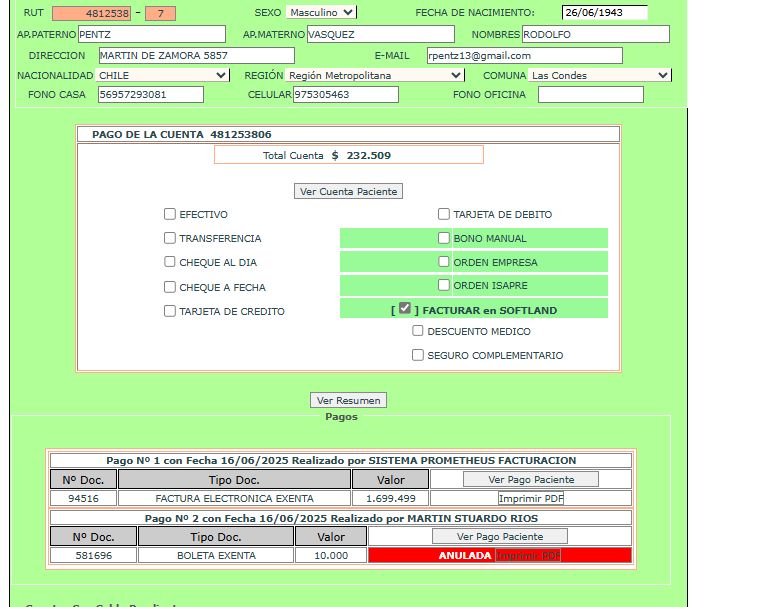 RUT 4812538 - 7 SEXO Masculino FECHA DE NACIMIENTO: 26/06/1943
AP.PATERNO PENTZ AP.MATERNO VASQUEZ NOMBRES RODOLFO
DIRECCION MARTIN DE ZAMORA 5857 E-MAIL rpentz13@gmail.com
NACIONALIDAD CHILE REGIÓN Región Metropolitana COMUNA Las Condes
FONO CASA 56957293081 CELULAR 975305463 FONO OFICINA
PAGO DE LA CUENTA 481253806
Total Cuenta $ 232.509
Ver Cuenta Paciente
EFECTIVO TARJETA DE DEBITO
TRANSFERENCIA BONO MANUAL
CHEQUE AL DIA ORDEN EMPRESA
CHEQUE A FECHA ORDEN ISAPRE
TARJETA DE CREDITO [ ] FACTURAR en SOFTLAND
DESCUENTO MEDICO
SEGURO COMPLEMENTARIO
Ver Resumen
Pagos
Pago Nº 1 con Fecha 16/06/2025 Realizado por SISTEMA PROMETHEUS FACTURACION
Nº Doc. Tipo Doc. Valor Ver Pago Paciente
94516 FACTURA ELECTRONICA EXENTA 1.699.499 Imprimir PDF
Pago Nº 2 con Fecha 16/06/2025 Realizado por MARTIN STUARDO RIOS
Nº Doc. Tipo Doc. Valor Ver Pago Paciente
581696 BOLETA EXENTA 10.000 ANULADA Imprimir PDF